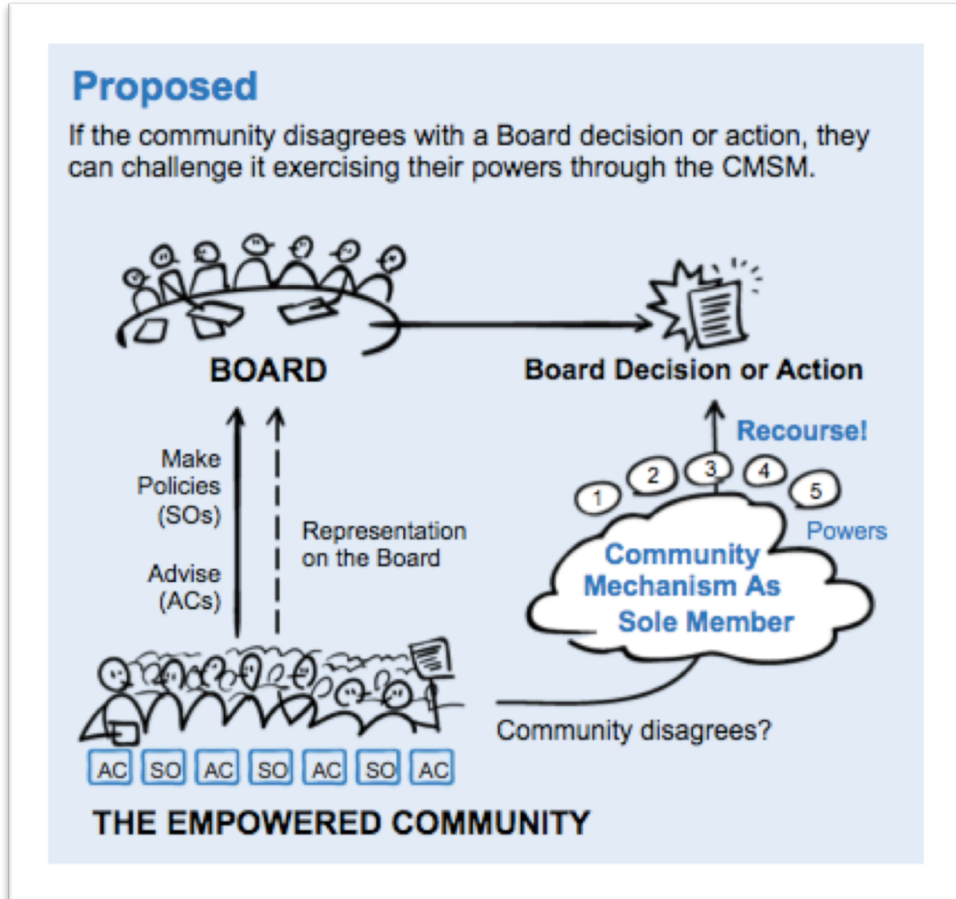 Proposed
If the community disagrees with a Board decision or action, they
can challenge it exercising their powers through the CMSM.
BOARD
Board Decision or Action
Make
Policies
(SOs)
Advise
(ACs)
Representation
on the Board
Recourse!
1 2 3 4 5
Powers
Community
Mechanism As
Sole Member
Community disagrees?
AC SO AC SO AC SO AC
THE EMPOWERED COMMUNITY